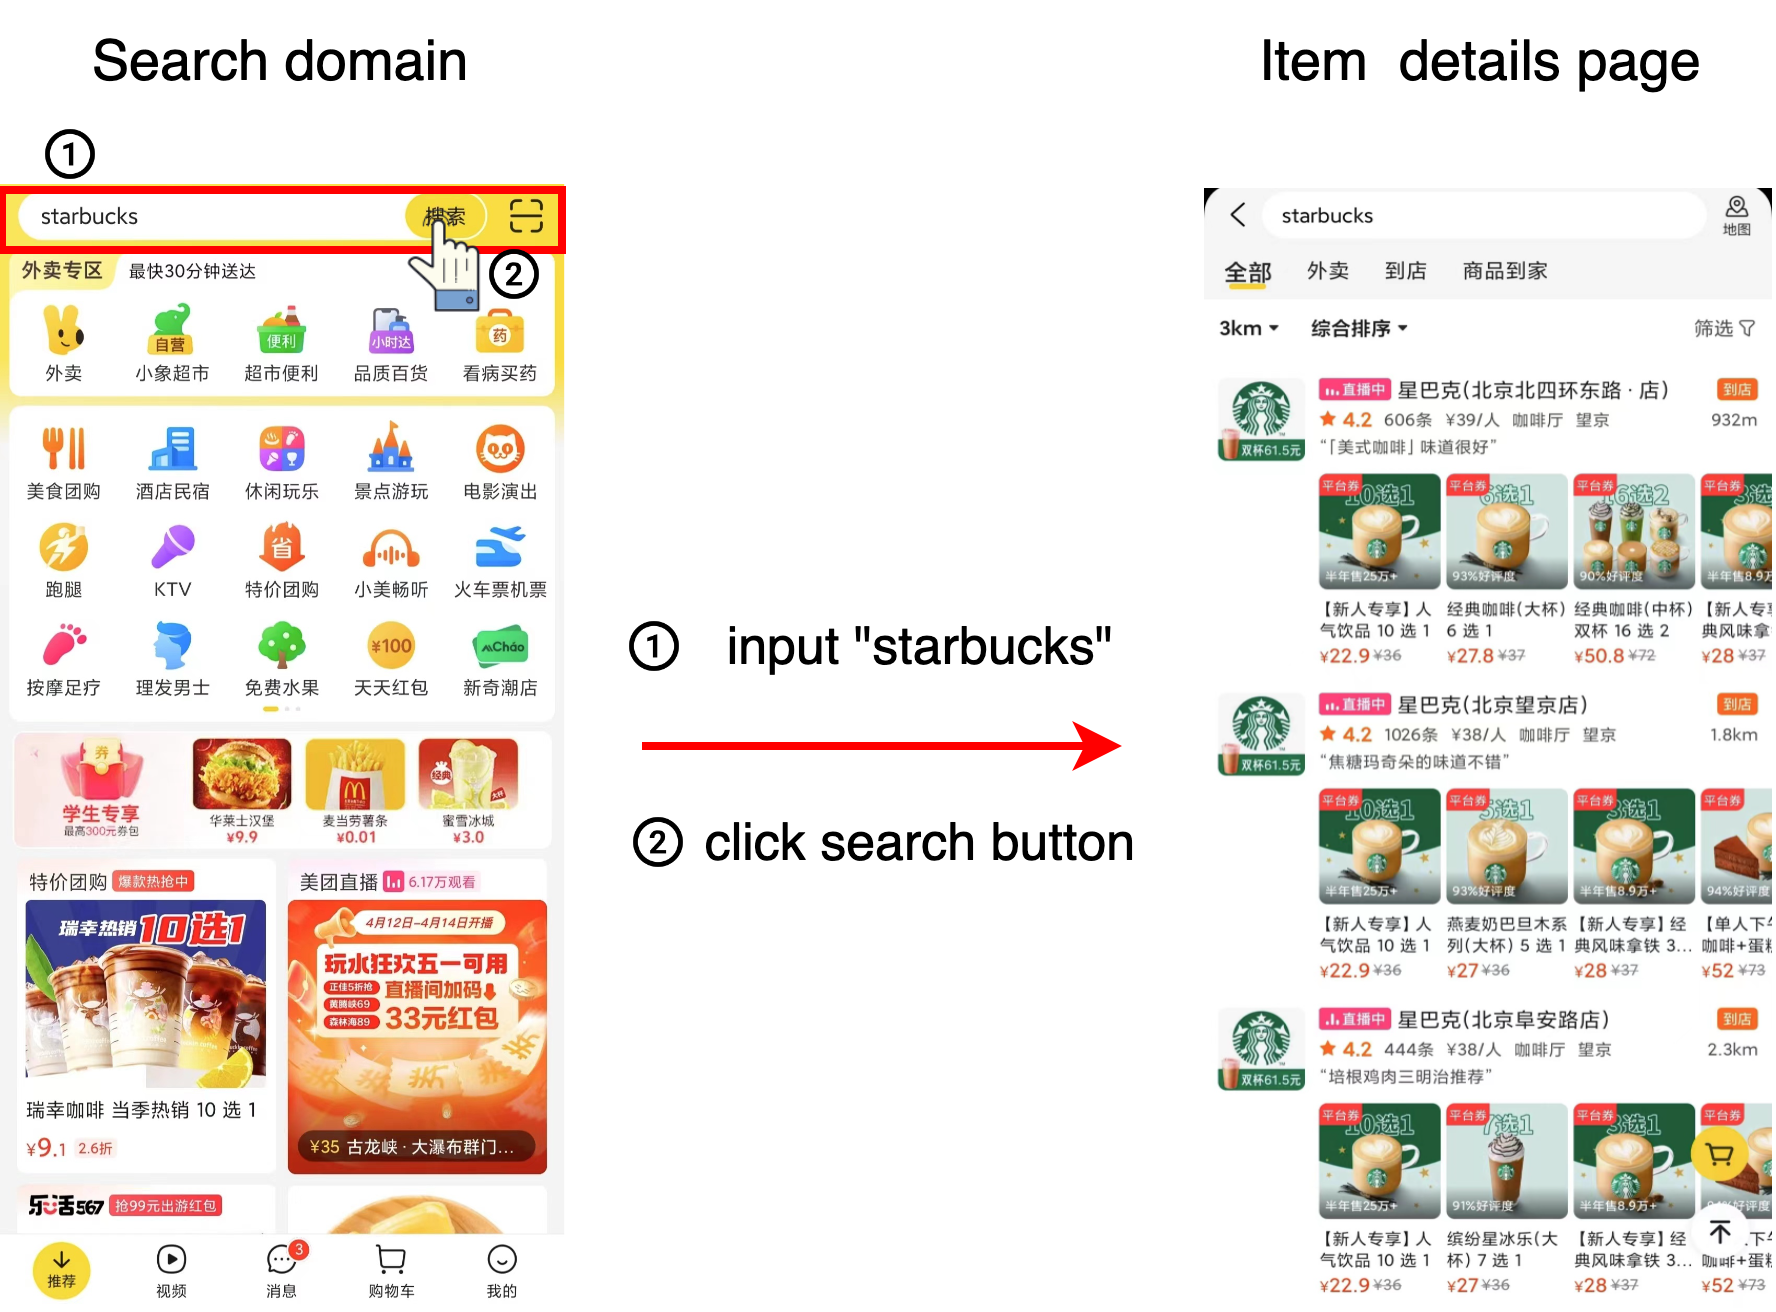 Search domain
Item details page
①
starbucks
搜索
外卖专区
最快30分钟送达
②
自营
便利
小时达
药
外卖
小象超市
超市便利
品质百货
看病买药
美食团购
酒店民宿
休闲玩乐
景点游玩
电影演出
省
跑腿
KTV
特价团购
小美畅听
火车票机票
¥100
mCháo
按摩足疗
理发男士
免费水果
天天红包
新奇潮店
券
学生专享
最高300元券包
华莱士汉堡
¥9.9
麦当劳薯条
¥0.01
经典
大杯
蜜雪冰城
¥3.0
特价团购
爆款热抢中
瑞幸热销10选1
瑞幸咖啡 当季热销 10 选 1
¥9.1
2.6折
美团直播
6.17万观看
4月12日-4月14日开播
玩水狂欢五一可用
正佳5折抢
黄腾峡69
森林海89
直播间加码
33元红包
¥35 古龙峡 · 大瀑布群门...
乐活567
抢99元出游红包
推荐
视频
3
消息
购物车
我的
① input "starbucks"
② click search button
starbucks
地图
全部
外卖
到店
商品到家
3km
综合排序
筛选
双杯61.5元
直播中 星巴克(北京北四环东路 · 店)
到店
4.2 606条 ¥39/人 咖啡厅 望京
932m
“「美式咖啡」味道很好”
平台券 10选1 半年售25万+
平台券 6选1 93%好评度
平台券 16选2 90%好评度
平台券 3选 半年售8.9万
【新人专享】人
气饮品 10 选 1
¥22.9 ¥36
经典咖啡(大杯)
6 选 1
¥27.8 ¥37
经典咖啡(中杯)
双杯 16 选 2
¥50.8 ¥72
【新人专
典风味拿
¥28 ¥37
双杯61.5元
直播中 星巴克(北京望京店)
到店
4.2 1026条 ¥38/人 咖啡厅 望京
1.8km
“焦糖玛奇朵的味道不错”
平台券 10选1 半年售25万+
平台券 5选1 93%好评度
平台券 3选1 半年售8.9万+
平台券 94%好评度
【新人专享】人
气饮品 10 选 1
¥22.9 ¥36
燕麦奶巴旦木系
列(大杯) 5 选 1
¥27 ¥36
【新人专享】经
典风味拿铁 3...
¥28 ¥37
【单人下午
咖啡+蛋糕
¥52 ¥73
双杯61.5元
直播中 星巴克(北京阜安路店)
到店
4.2 444条 ¥38/人 咖啡厅 望京
2.3km
“培根鸡肉三明治推荐”
平台券 10选1 半年售25万+
平台券 7选1 91%好评度
平台券 3选1 半年售8.9万+
平台券
【新人专享】人
气饮品 10 选 1
¥22.9 ¥36
缤纷星冰乐(大
杯) 7 选 1
¥27 ¥36
【新人专享】经
典风味拿铁 3...
¥28 ¥37
下午
咖啡+蛋糕
¥52 ¥73